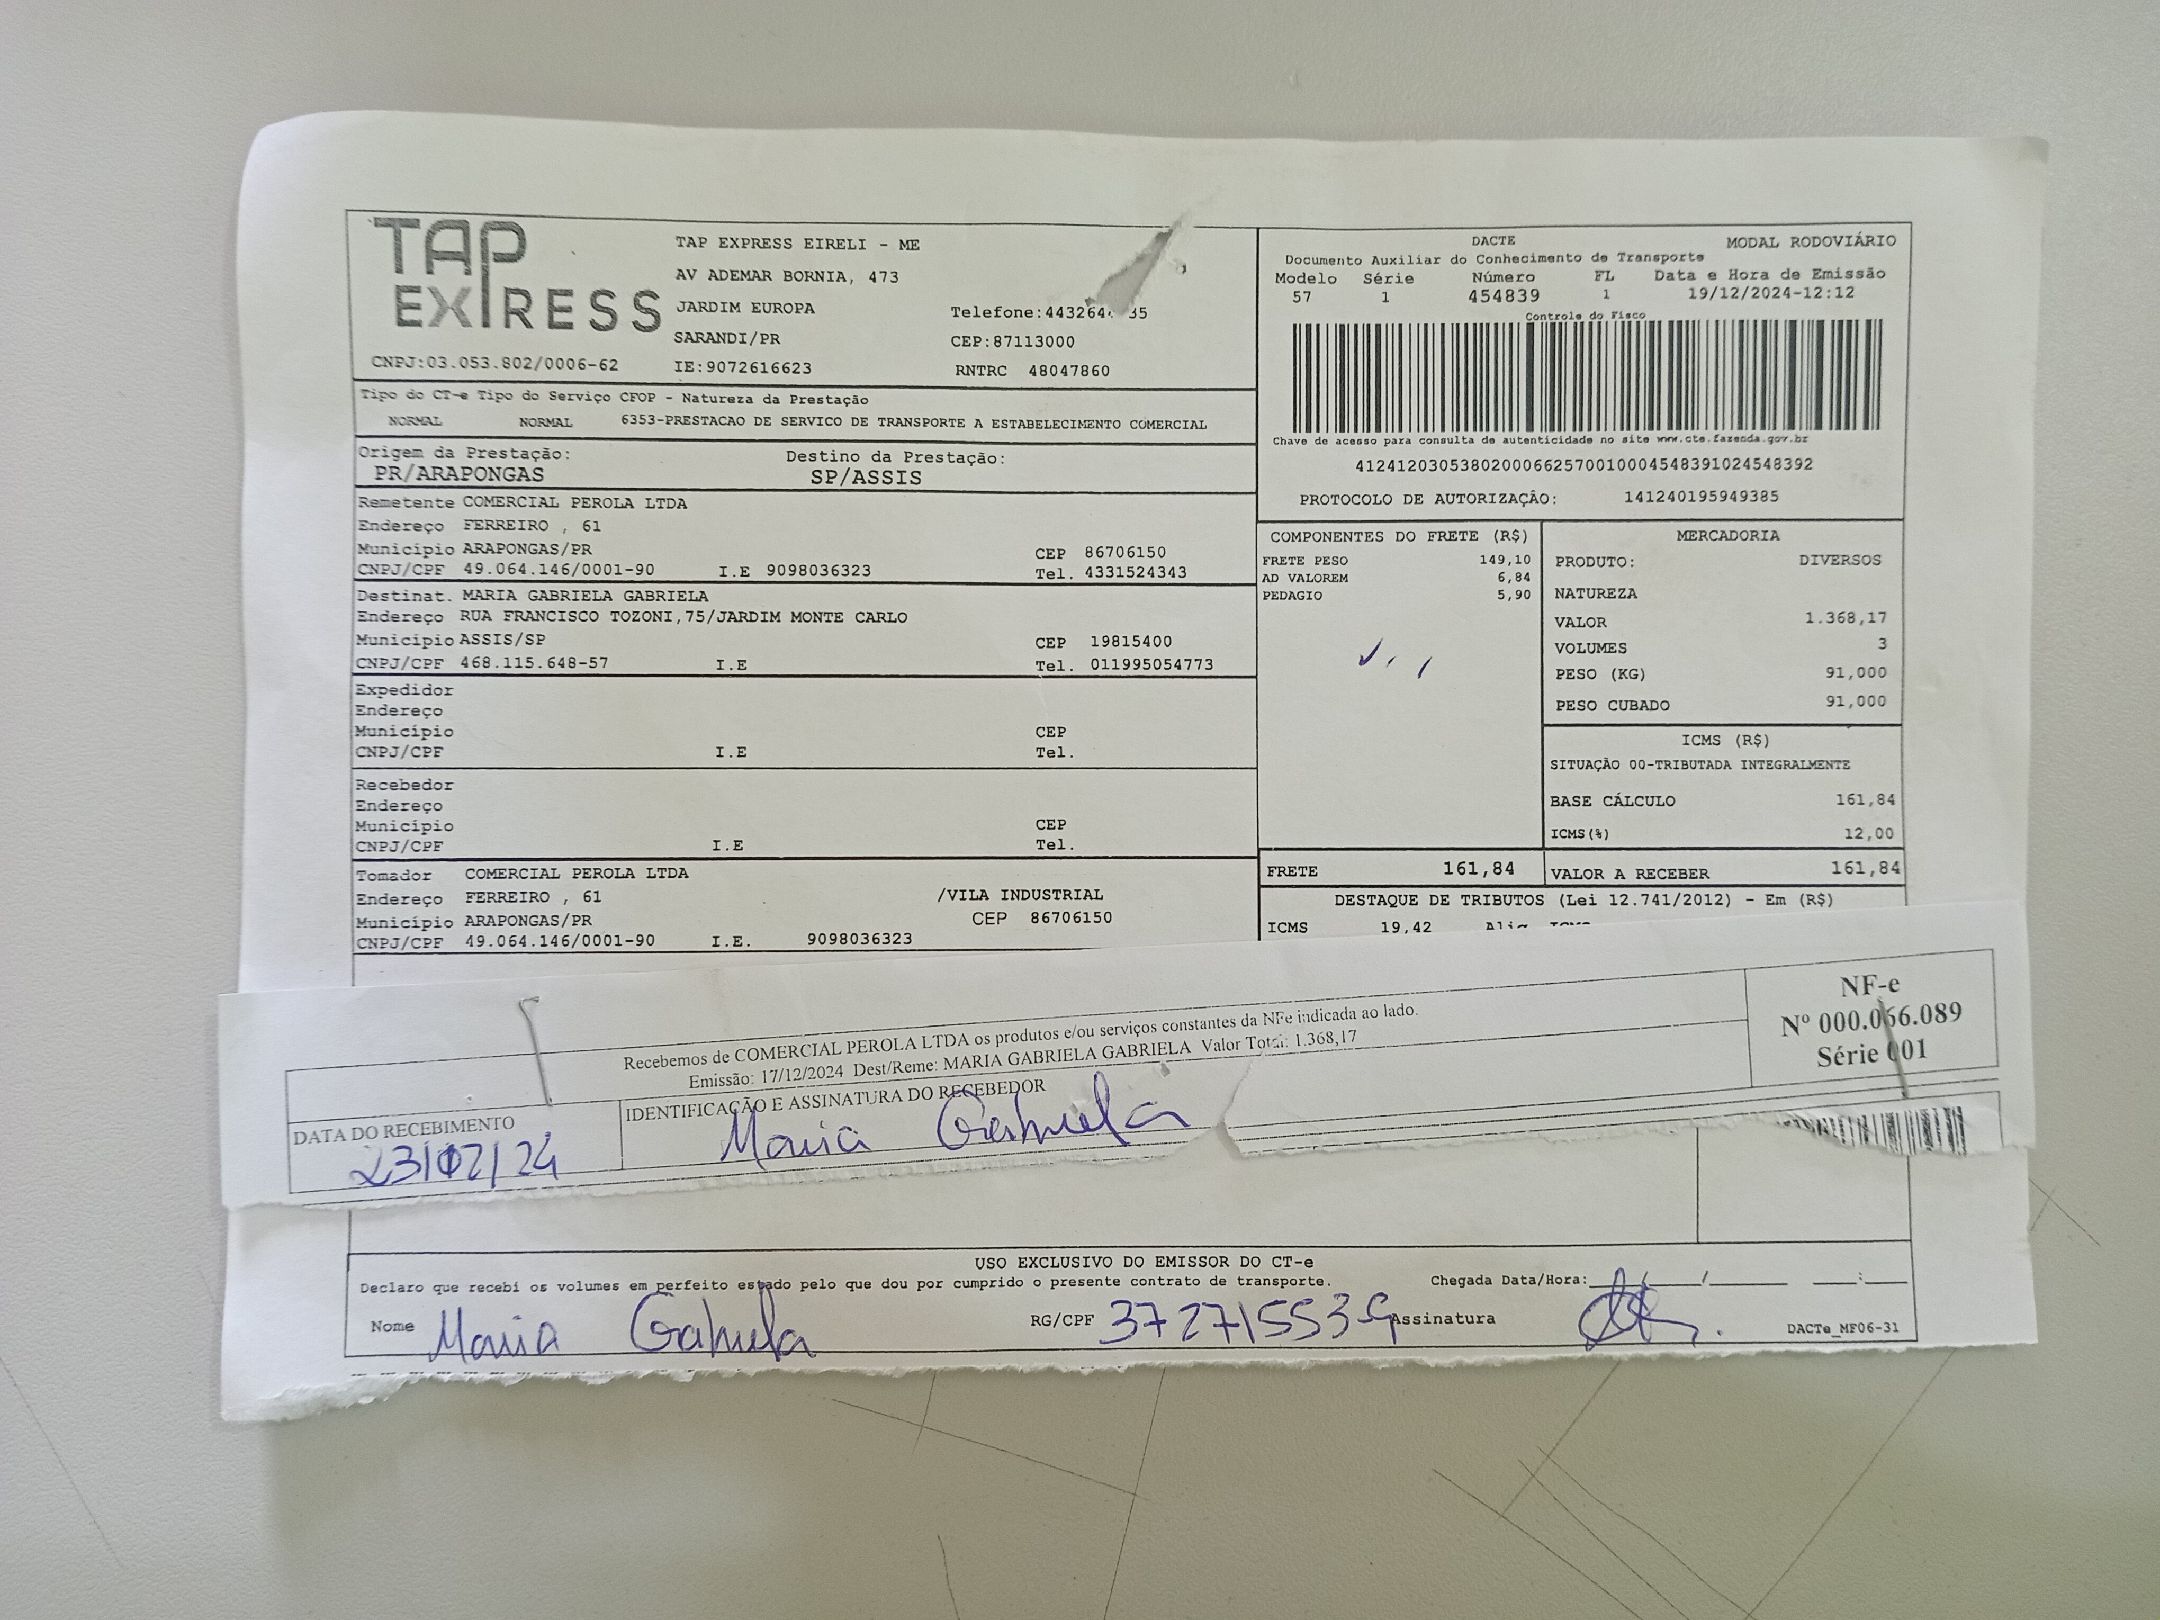 TAP EXPRESS
TAP EXPRESS EIRELI - ME
AV ADEMAR BORNIA, 473
JARDIM EUROPA
Telefone:443264 35
SARANDI/PR
CEP:87113000
CNPJ:03.053.802/0006-62 IE:9072616623 RNTRC 48047860
DACTE MODAL RODOVIÁRIO
Documento Auxiliar do Conhecimento de Transporte
Modelo Série Número FL Data e Hora de Emissão
57 1 454839 1 19/12/2024-12:12
Controle do Fisco
Chave de acesso para consulta de autenticidade no site www.cte.fazenda.gov.br
41241203053802000662570010004548391024548392
PROTOCOLO DE AUTORIZAÇÃO: 141240195949385
Tipo do CT-e Tipo do Serviço CFOP - Natureza da Prestação
NORMAL NORMAL 6353-PRESTACAO DE SERVICO DE TRANSPORTE A ESTABELECIMENTO COMERCIAL
Origem da Prestação: Destino da Prestação:
PR/ARAPONGAS SP/ASSIS
Remetente COMERCIAL PEROLA LTDA
Endereço FERREIRO , 61
Município ARAPONGAS/PR CEP 86706150
CNPJ/CPF 49.064.146/0001-90 I.E 9098036323 Tel. 4331524343
Destinat. MARIA GABRIELA GABRIELA
Endereço RUA FRANCISCO TOZONI,75/JARDIM MONTE CARLO
Município ASSIS/SP CEP 19815400
CNPJ/CPF 468.115.648-57 I.E Tel. 011995054773
Expedidor
Endereço
Município CEP
CNPJ/CPF I.E Tel.
Recebedor
Endereço
Município CEP
CNPJ/CPF I.E Tel.
Tomador COMERCIAL PEROLA LTDA
Endereço FERREIRO , 61 /VILA INDUSTRIAL
Município ARAPONGAS/PR CEP 86706150
CNPJ/CPF 49.064.146/0001-90 I.E. 9098036323
COMPONENTES DO FRETE (R$)
FRETE PESO 149,10
AD VALOREM 6,84
PEDAGIO 5,90
MERCADORIA
PRODUTO: DIVERSOS
NATUREZA
VALOR 1.368,17
VOLUMES 3
PESO (KG) 91,000
PESO CUBADO 91,000
ICMS (R$)
SITUAÇÃO 00-TRIBUTADA INTEGRALMENTE
BASE CÁLCULO 161,84
ICMS(%) 12,00
FRETE 161,84 VALOR A RECEBER 161,84
DESTAQUE DE TRIBUTOS (Lei 12.741/2012) - Em (R$)
ICMS 19,42 Aliq ICMS
Recebemos de COMERCIAL PEROLA LTDA os produtos e/ou serviços constantes da NFe indicada ao lado.
Emissão: 17/12/2024 Dest/Reme: MARIA GABRIELA GABRIELA Valor Total: 1.368,17
NF-e
Nº 000.066.089
Série 001
DATA DO RECEBIMENTO IDENTIFICAÇÃO E ASSINATURA DO RECEBEDOR
23/12/24 Maria Gabriela
USO EXCLUSIVO DO EMISSOR DO CT-e
Declaro que recebi os volumes em perfeito estado pelo que dou por cumprido o presente contrato de transporte. Chegada Data/Hora: / / :
Nome Maria Gabriela RG/CPF 372715539 Assinatura
DACTe_MF06-31